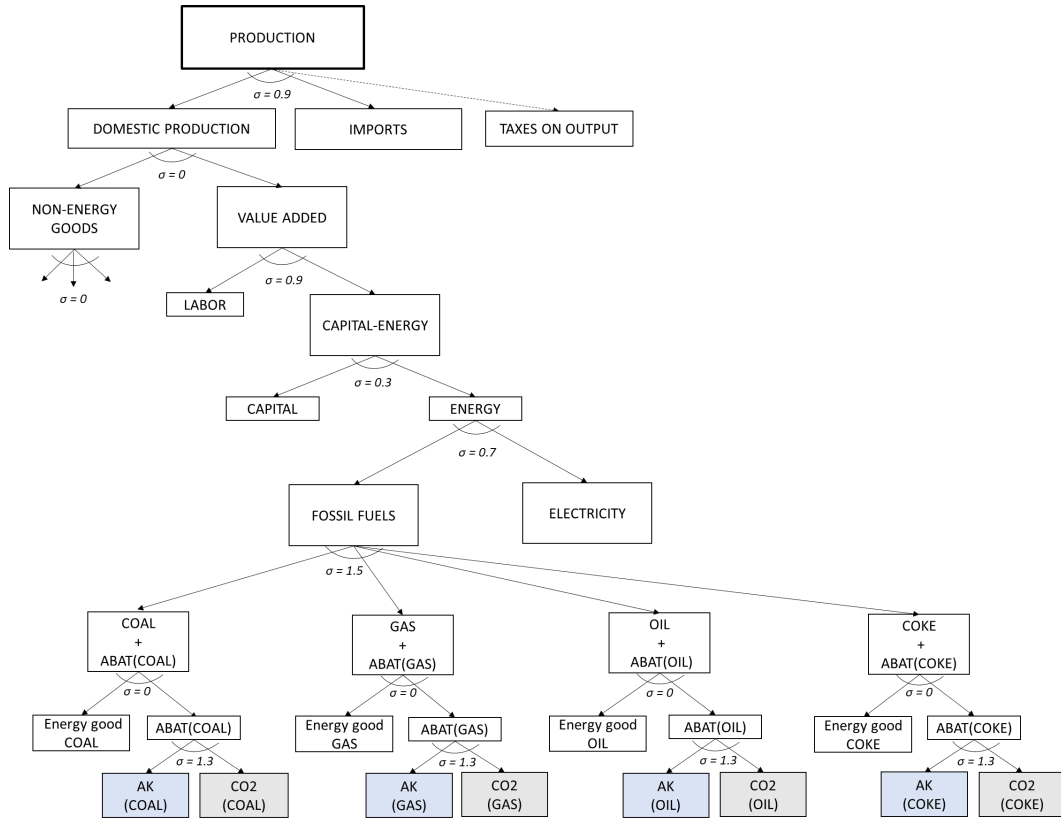 PRODUCTION
σ = 0.9
DOMESTIC PRODUCTION
IMPORTS
TAXES ON OUTPUT
σ = 0
NON-ENERGY
GOODS
VALUE ADDED
σ = 0
σ = 0.9
LABOR
CAPITAL-ENERGY
σ = 0.3
CAPITAL
ENERGY
σ = 0.7
FOSSIL FUELS
ELECTRICITY
σ = 1.5
COAL
+
ABAT(COAL)
GAS
+
ABAT(GAS)
OIL
+
ABAT(OIL)
COKE
+
ABAT(COKE)
σ = 0
σ = 0
σ = 0
σ = 0
Energy good
COAL
ABAT(COAL)
Energy good
GAS
ABAT(GAS)
Energy good
OIL
ABAT(OIL)
Energy good
COKE
ABAT(COKE)
σ = 1.3
σ = 1.3
σ = 1.3
σ = 1.3
AK
(COAL)
CO2
(COAL)
AK
(GAS)
CO2
(GAS)
AK
(OIL)
CO2
(OIL)
AK
(COKE)
CO2
(COKE)